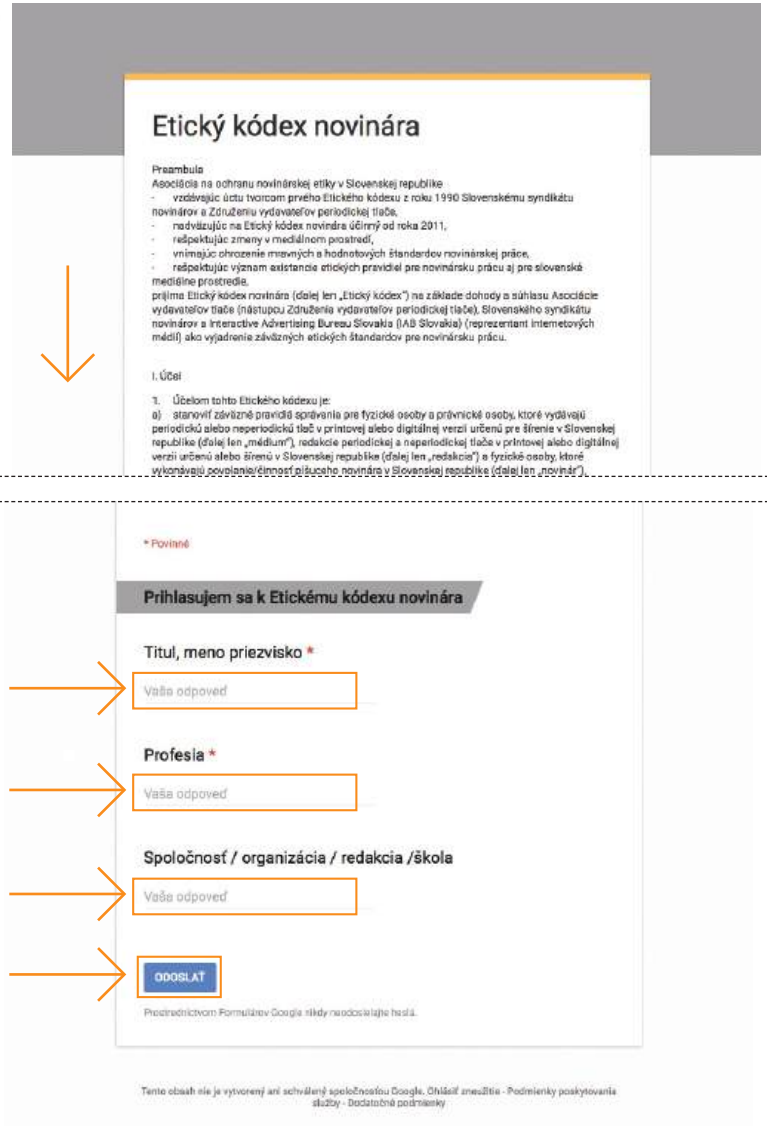 Etický kódex novinára
Preambula
Asociácia na ochranu novinárskej etiky v Slovenskej republike
- vzdávajúc úctu tvorcom prvého Etického kódexu z roku 1990 Slovenskému syndikátu
novinárov a Združeniu vydavateľov periodickej tlače,
- nadväzujúc na Etický kódex novinára účinný od roka 2011,
- rešpektujúc zmeny v mediálnom prostredí,
- vnímajúc ohrozenie mravných a hodnotových štandardov novinárskej práce,
- rešpektujúc význam existencie etických pravidiel pre novinársku prácu aj pre slovenské
mediálne prostredie,
prijíma Etický kódex novinára (ďalej len „Etický kódex“) na základe dohody a súhlasu Asociácie
vydavateľov tlače (nástupcu Združenia vydavateľov periodickej tlače), Slovenského syndikátu
novinárov a Interactive Advertising Bureau Slovakia (IAB Slovakia) (reprezentant internetových
médií) ako vyjadrenie záväzných etických štandardov pre novinársku prácu.
I. Účel
1. Účelom tohto Etického kódexu je:
a) stanoviť záväzné pravidlá správania pre fyzické osoby a právnické osoby, ktoré vydávajú
periodickú alebo neperiodickú tlač v printovej alebo digitálnej verzii určenú pre šírenie v Slovenskej
republike (ďalej len „médium“), redakcie periodickej a neperiodickej tlače v printovej alebo digitálnej
verzii určenú alebo šírenú v Slovenskej republike (ďalej len „redakcia“) a fyzické osoby, ktoré
vykonávajú povolanie/činnosť píšuceho novinára v Slovenskej republike (ďalej len „novinár“),
* Povinné
Prihlasujem sa k Etickému kódexu novinára
Titul, meno priezvisko *
Vaša odpoveď
Profesia *
Vaša odpoveď
Spoločnosť / organizácia / redakcia /škola
Vaša odpoveď
ODOSLAŤ
Prostredníctvom Formulárov Google nikdy neodosielajte heslá.
Tento obsah nie je vytvorený ani schválený spoločnosťou Google. Ohlásiť zneužitie - Podmienky poskytovania
služby - Dodatočné podmienky